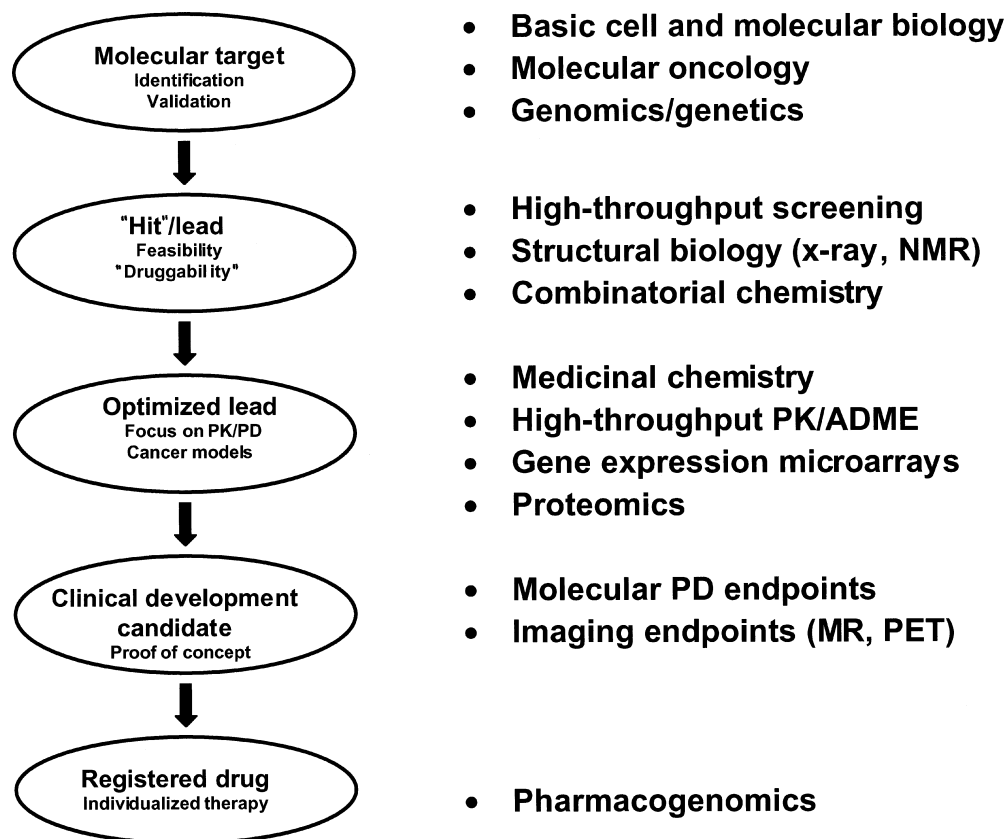 Molecular target
Identification
Validation
• Basic cell and molecular biology
• Molecular oncology
• Genomics/genetics
"Hit"/lead
Feasibility
"Druggability"
• High-throughput screening
• Structural biology (x-ray, NMR)
• Combinatorial chemistry
Optimized lead
Focus on PK/PD
Cancer models
• Medicinal chemistry
• High-throughput PK/ADME
• Gene expression microarrays
• Proteomics
Clinical development
candidate
Proof of concept
• Molecular PD endpoints
• Imaging endpoints (MR, PET)
Registered drug
Individualized therapy
• Pharmacogenomics